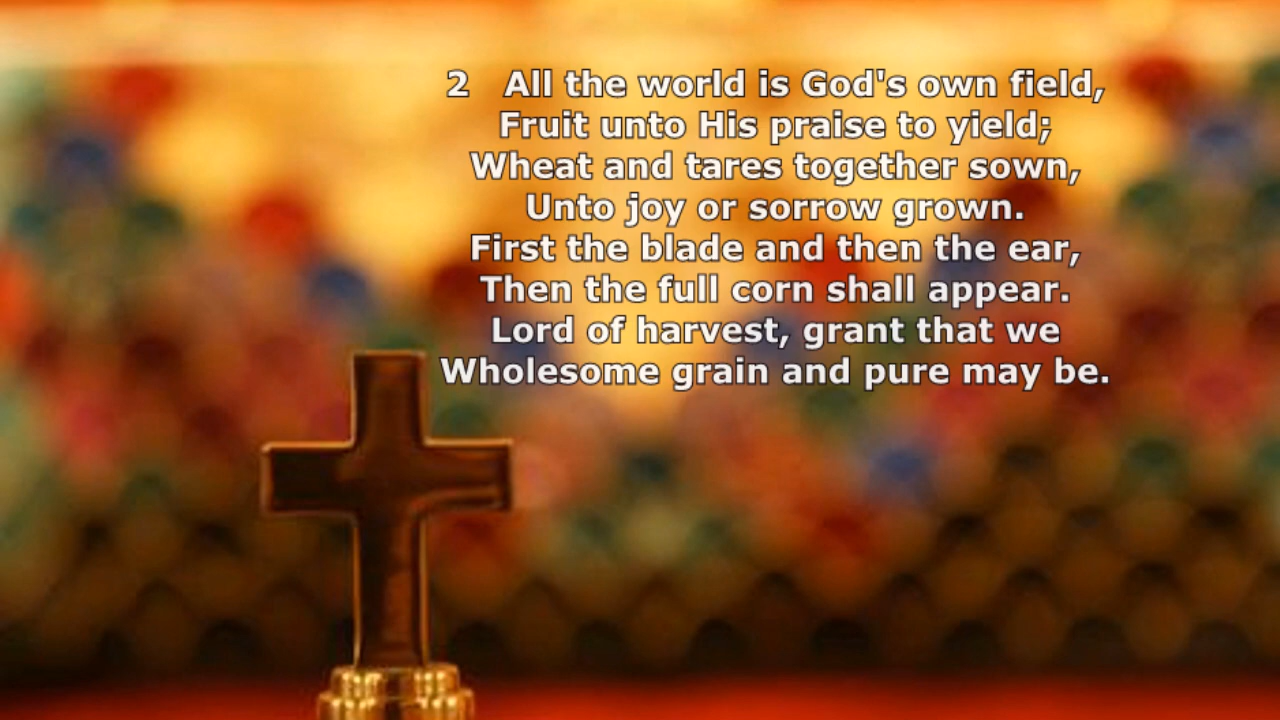 2 All the world is God's own field,
Fruit unto His praise to yield;
Wheat and tares together sown,
Unto joy or sorrow grown.
First the blade and then the ear,
Then the full corn shall appear.
Lord of harvest, grant that we
Wholesome grain and pure may be.